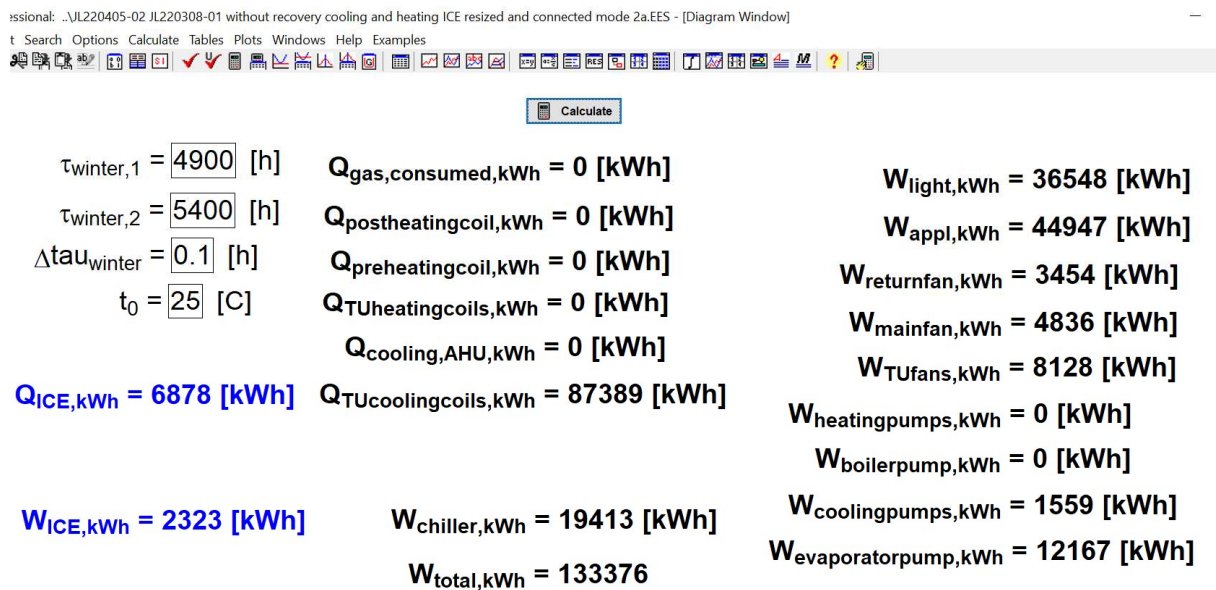 ssional: ..\JL220405-02 JL220308-01 without recovery cooling and heating ICE resized and connected mode 2a.EES - [Diagram Window]
t Search Options Calculate Tables Plots Windows Help Examples
Calculate
τwinter,1 = 4900 [h]
τwinter,2 = 5400 [h]
Δtauwinter = 0.1 [h]
t0 = 25 [C]
QICE,kWh = 6878 [kWh]
WICE,kWh = 2323 [kWh]
Qgas,consumed,kWh = 0 [kWh]
Qpostheatingcoil,kWh = 0 [kWh]
Qpreheatingcoil,kWh = 0 [kWh]
QTUheatingcoils,kWh = 0 [kWh]
Qcooling,AHU,kWh = 0 [kWh]
QTUcoolingcoils,kWh = 87389 [kWh]
Wchiller,kWh = 19413 [kWh]
Wtotal,kWh = 133376
Wlight,kWh = 36548 [kWh]
Wappl,kWh = 44947 [kWh]
Wreturnfan,kWh = 3454 [kWh]
Wmainfan,kWh = 4836 [kWh]
WTUfans,kWh = 8128 [kWh]
Wheatingpumps,kWh = 0 [kWh]
Wboilerpump,kWh = 0 [kWh]
Wcoolingpumps,kWh = 1559 [kWh]
Wevaporatorpump,kWh = 12167 [kWh]